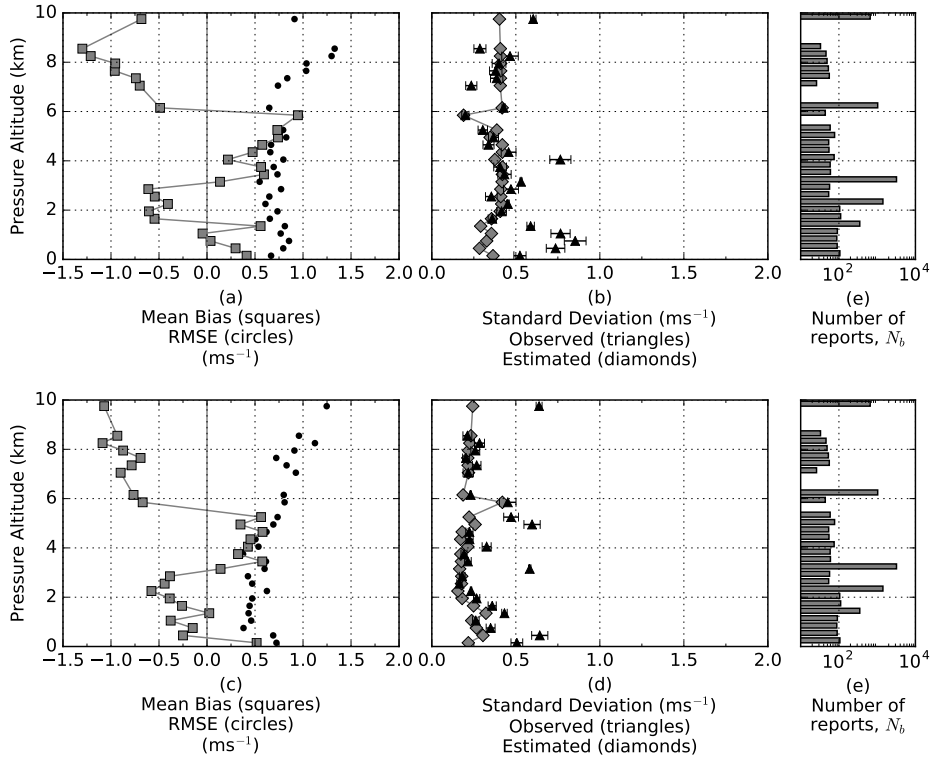 10
8
6
4
2
0
Pressure Altitude (km)
−1.5 −1.0 −0.5 0.0 0.5 1.0 1.5 2.0
(a)
Mean Bias (squares)
RMSE (circles)
(ms−1)
0.0 0.5 1.0 1.5 2.0
(b)
Standard Deviation (ms−1)
Observed (triangles)
Estimated (diamonds)
10² 10⁴
(e)
Number of
reports, N_b
10
8
6
4
2
0
Pressure Altitude (km)
−1.5 −1.0 −0.5 0.0 0.5 1.0 1.5 2.0
(c)
Mean Bias (squares)
RMSE (circles)
(ms−1)
0.0 0.5 1.0 1.5 2.0
(d)
Standard Deviation (ms−1)
Observed (triangles)
Estimated (diamonds)
10² 10⁴
(e)
Number of
reports, N_b